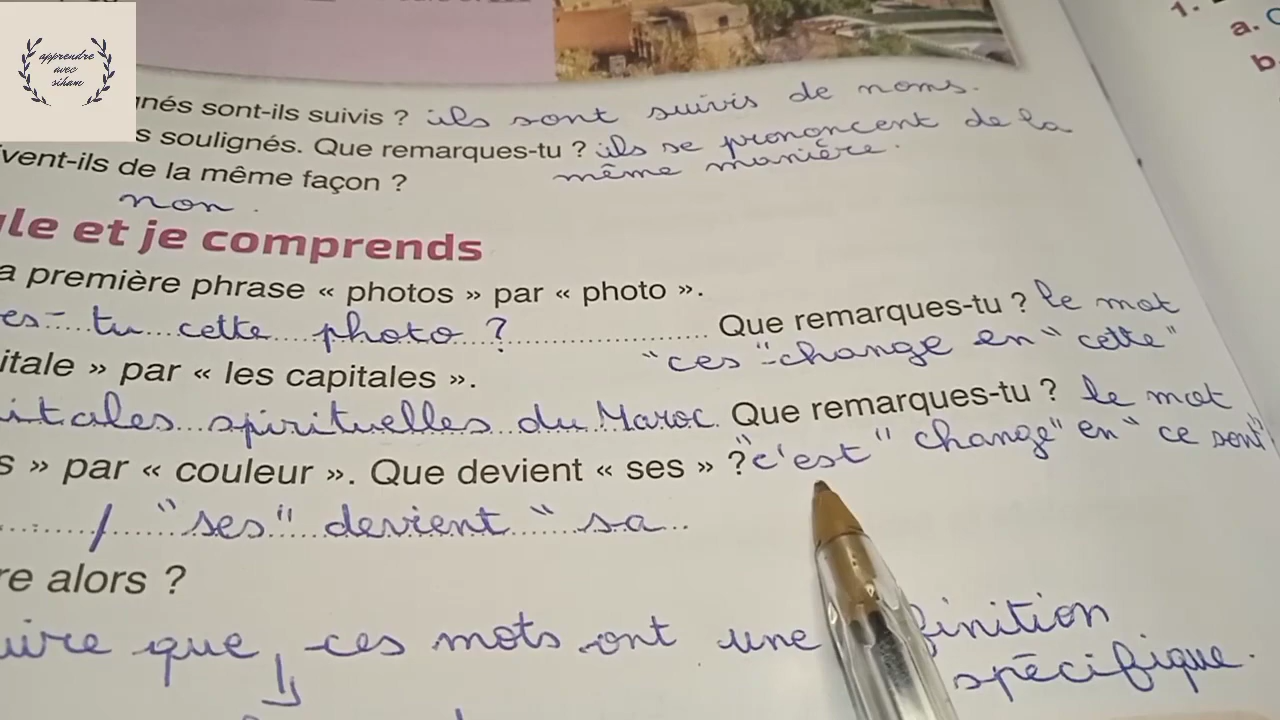 apprendre
avec
siham
1.
a. C
b
gnés sont-ils suivis ? ils sont suivis de noms.
s soulignés. Que remarques-tu ? ils se prononcent de la
même manière.
ivent-ils de la même façon ?
non.
ule et je comprends
a première phrase « photos » par « photo ».
es-tu cette photo ? Que remarques-tu ? le mot
"ces" change en "cette"
itale » par « les capitales ».
itales spirituelles du Maroc. Que remarques-tu ? le mot
"c'est" change" en "ce sont"
s » par « couleur ». Que devient « ses » ?
/ "ses" devient "sa
re alors ?
uire que, ces mots ont une finition
spécifique.